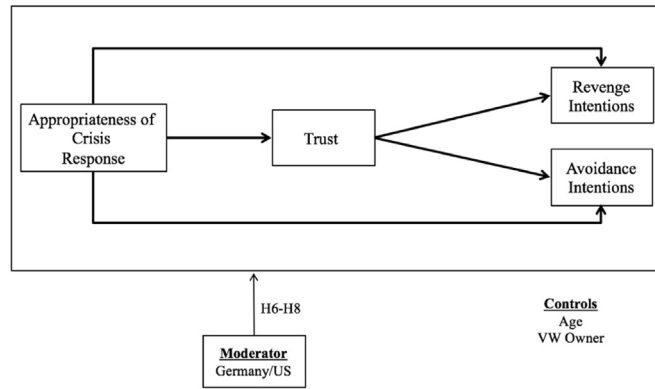 Appropriateness of
Crisis
Response
Trust
Revenge
Intentions
Avoidance
Intentions
H6-H8
Moderator
Germany/US
Controls
Age
VW Owner